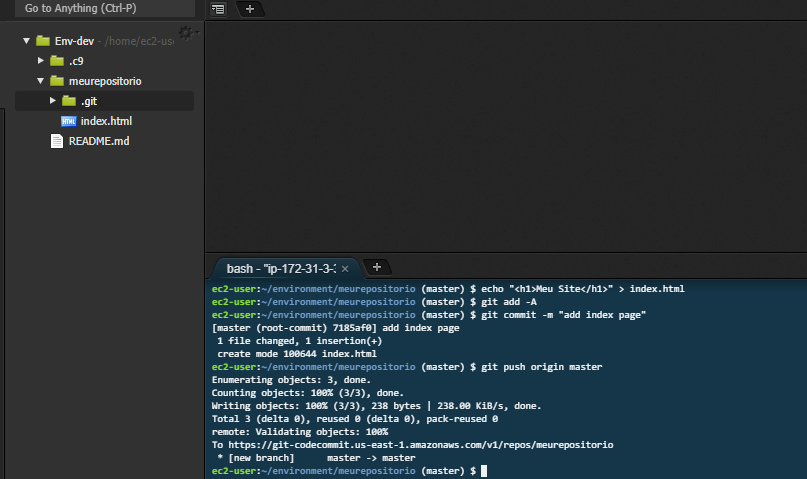 Go to Anything (Ctrl-P)
Env-dev - /home/ec2-us
.c9
meurepositorio
.git
index.html
README.md
bash - "ip-172-31-3-
ec2-user:~/environment/meurepositorio (master) $ echo "<h1>Meu Site</h1>" > index.html
ec2-user:~/environment/meurepositorio (master) $ git add -A
ec2-user:~/environment/meurepositorio (master) $ git commit -m "add index page"
[master (root-commit) 7185af0] add index page
1 file changed, 1 insertion(+)
create mode 100644 index.html
ec2-user:~/environment/meurepositorio (master) $ git push origin master
Enumerating objects: 3, done.
Counting objects: 100% (3/3), done.
Writing objects: 100% (3/3), 238 bytes | 238.00 KiB/s, done.
Total 3 (delta 0), reused 0 (delta 0), pack-reused 0
remote: Validating objects: 100%
To https://git-codecommit.us-east-1.amazonaws.com/v1/repos/meurepositorio
* [new branch] master -> master
ec2-user:~/environment/meurepositorio (master) $